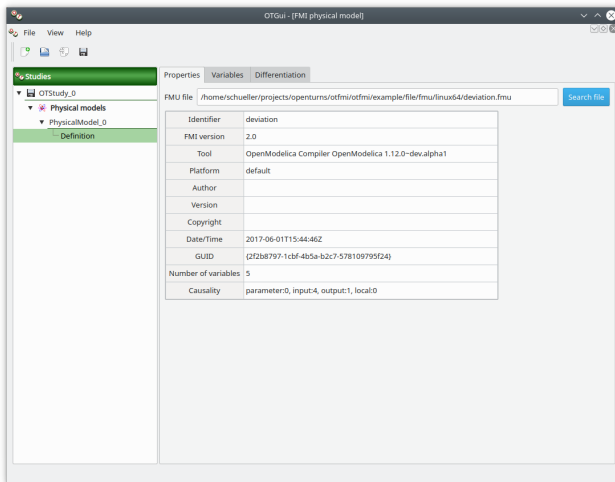 OTGui - [FMI physical model]
File View Help
Studies
OTStudy_0
Physical models
PhysicalModel_0
Definition
Properties Variables Differentiation
FMU file /home/schueller/projects/openturns/otfmi/otfmi/example/file/fmu/linux64/deviation.fmu Search file
Identifier deviation
FMI version 2.0
Tool OpenModelica Compiler OpenModelica 1.12.0~dev.alpha1
Platform default
Author
Version
Copyright
Date/Time 2017-06-01T15:44:46Z
GUID {2f2b8797-1cbf-4b5a-b2c7-578109795f24}
Number of variables 5
Causality parameter:0, input:4, output:1, local:0